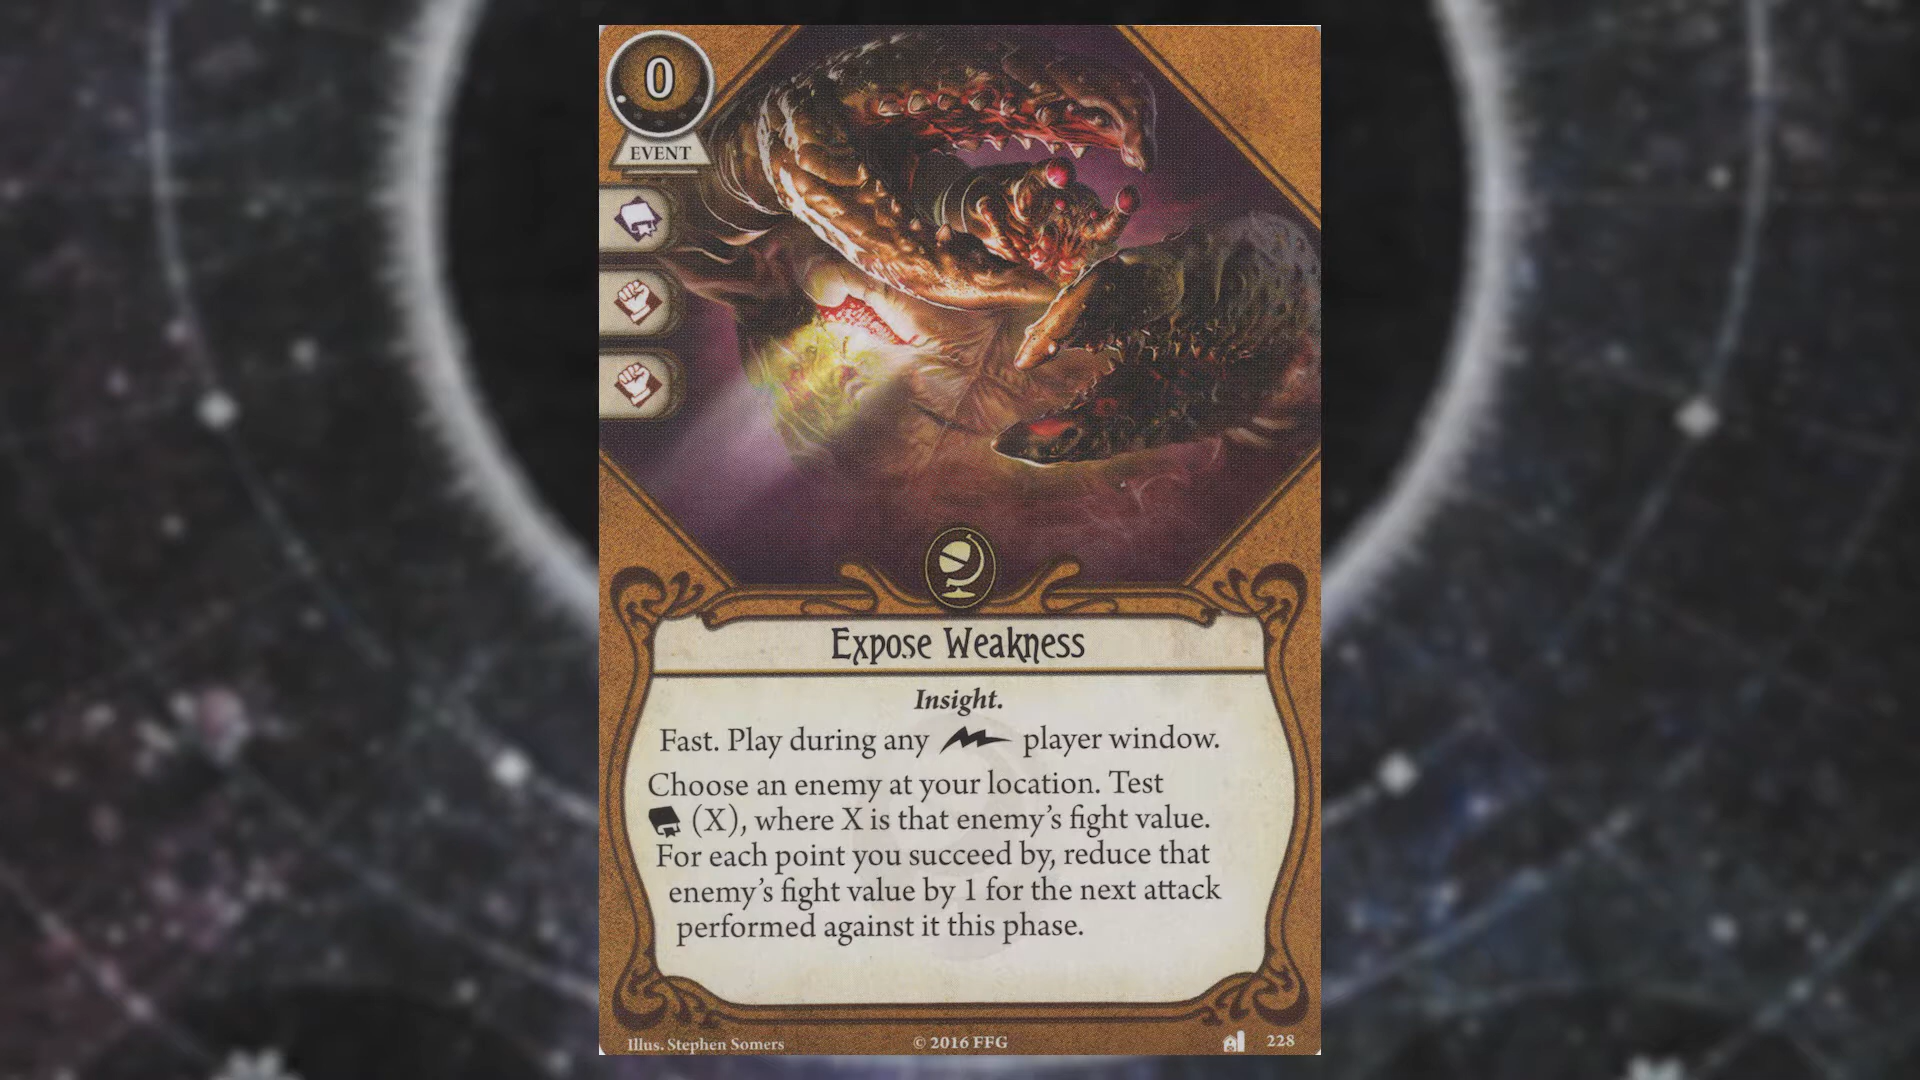 0
EVENT
Expose Weakness
Insight.
Fast. Play during any player window.
Choose an enemy at your location. Test
(X), where X is that enemy's fight value.
For each point you succeed by, reduce that
enemy's fight value by 1 for the next attack
performed against it this phase.
Illus. Stephen Somers
© 2016 FFG
228